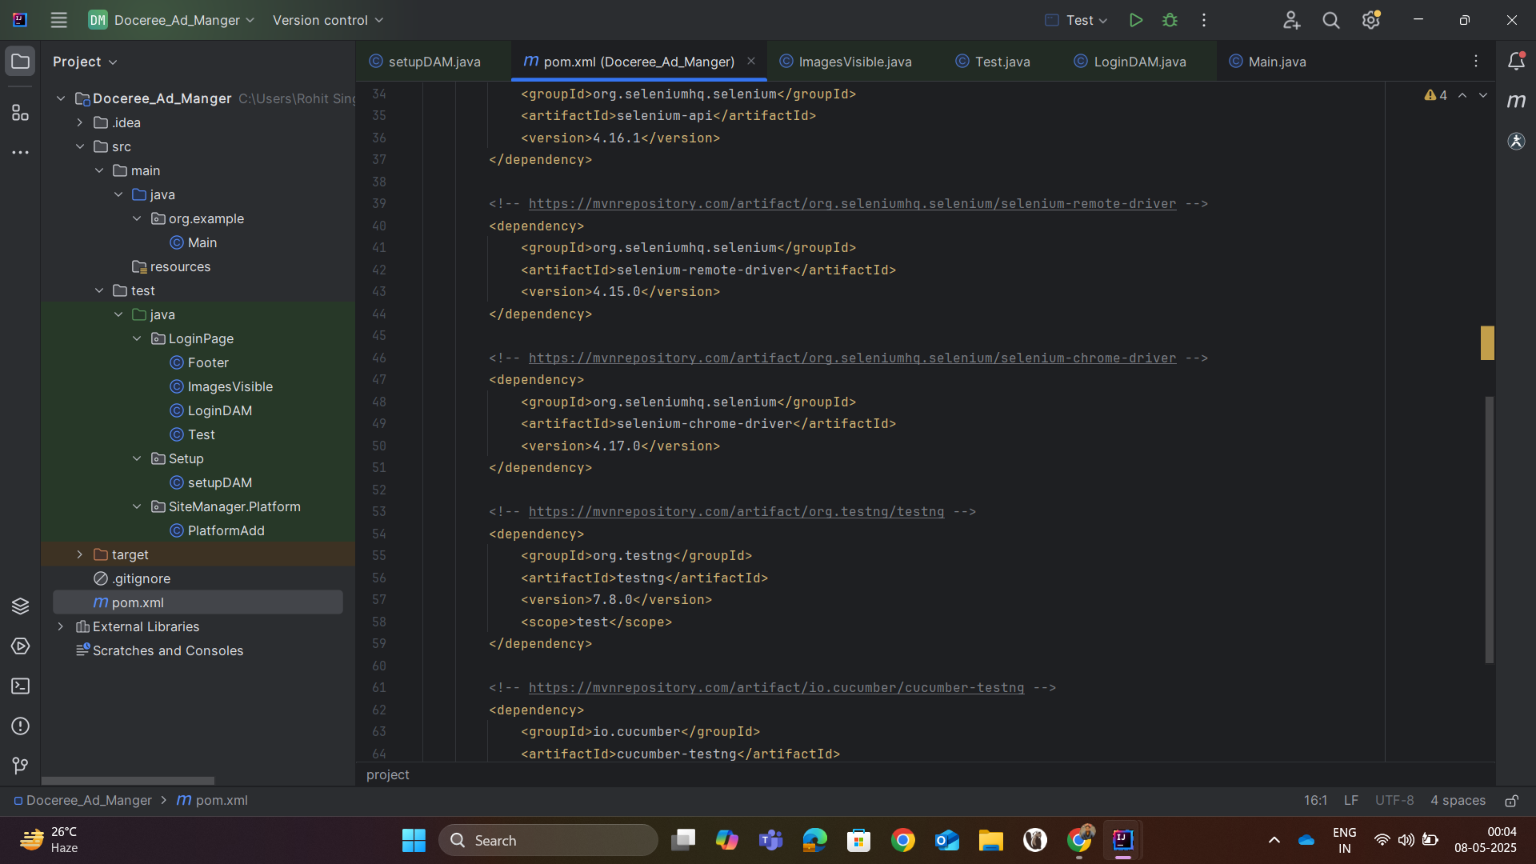 DM Doceree_Ad_Manger Version control Test
Project
setupDAM.java pom.xml (Doceree_Ad_Manger) ImagesVisible.java Test.java LoginDAM.java Main.java
Doceree_Ad_Manger C:\Users\Rohit Sin
.idea
src
main
java
org.example
Main
resources
test
java
LoginPage
Footer
ImagesVisible
LoginDAM
Test
Setup
setupDAM
SiteManager.Platform
PlatformAdd
target
.gitignore
pom.xml
External Libraries
Scratches and Consoles
34 <groupId>org.seleniumhq.selenium</groupId>
35 <artifactId>selenium-api</artifactId>
36 <version>4.16.1</version>
37 </dependency>
38
39 <!-- https://mvnrepository.com/artifact/org.seleniumhq.selenium/selenium-remote-driver -->
40 <dependency>
41 <groupId>org.seleniumhq.selenium</groupId>
42 <artifactId>selenium-remote-driver</artifactId>
43 <version>4.15.0</version>
44 </dependency>
45
46 <!-- https://mvnrepository.com/artifact/org.seleniumhq.selenium/selenium-chrome-driver -->
47 <dependency>
48 <groupId>org.seleniumhq.selenium</groupId>
49 <artifactId>selenium-chrome-driver</artifactId>
50 <version>4.17.0</version>
51 </dependency>
52
53 <!-- https://mvnrepository.com/artifact/org.testng/testng -->
54 <dependency>
55 <groupId>org.testng</groupId>
56 <artifactId>testng</artifactId>
57 <version>7.8.0</version>
58 <scope>test</scope>
59 </dependency>
60
61 <!-- https://mvnrepository.com/artifact/io.cucumber/cucumber-testng -->
62 <dependency>
63 <groupId>io.cucumber</groupId>
64 <artifactId>cucumber-testng</artifactId>
4
project
Doceree_Ad_Manger > pom.xml 16:1 LF UTF-8 4 spaces
26°C
Haze
Search
ENG
IN
00:04
08-05-2025